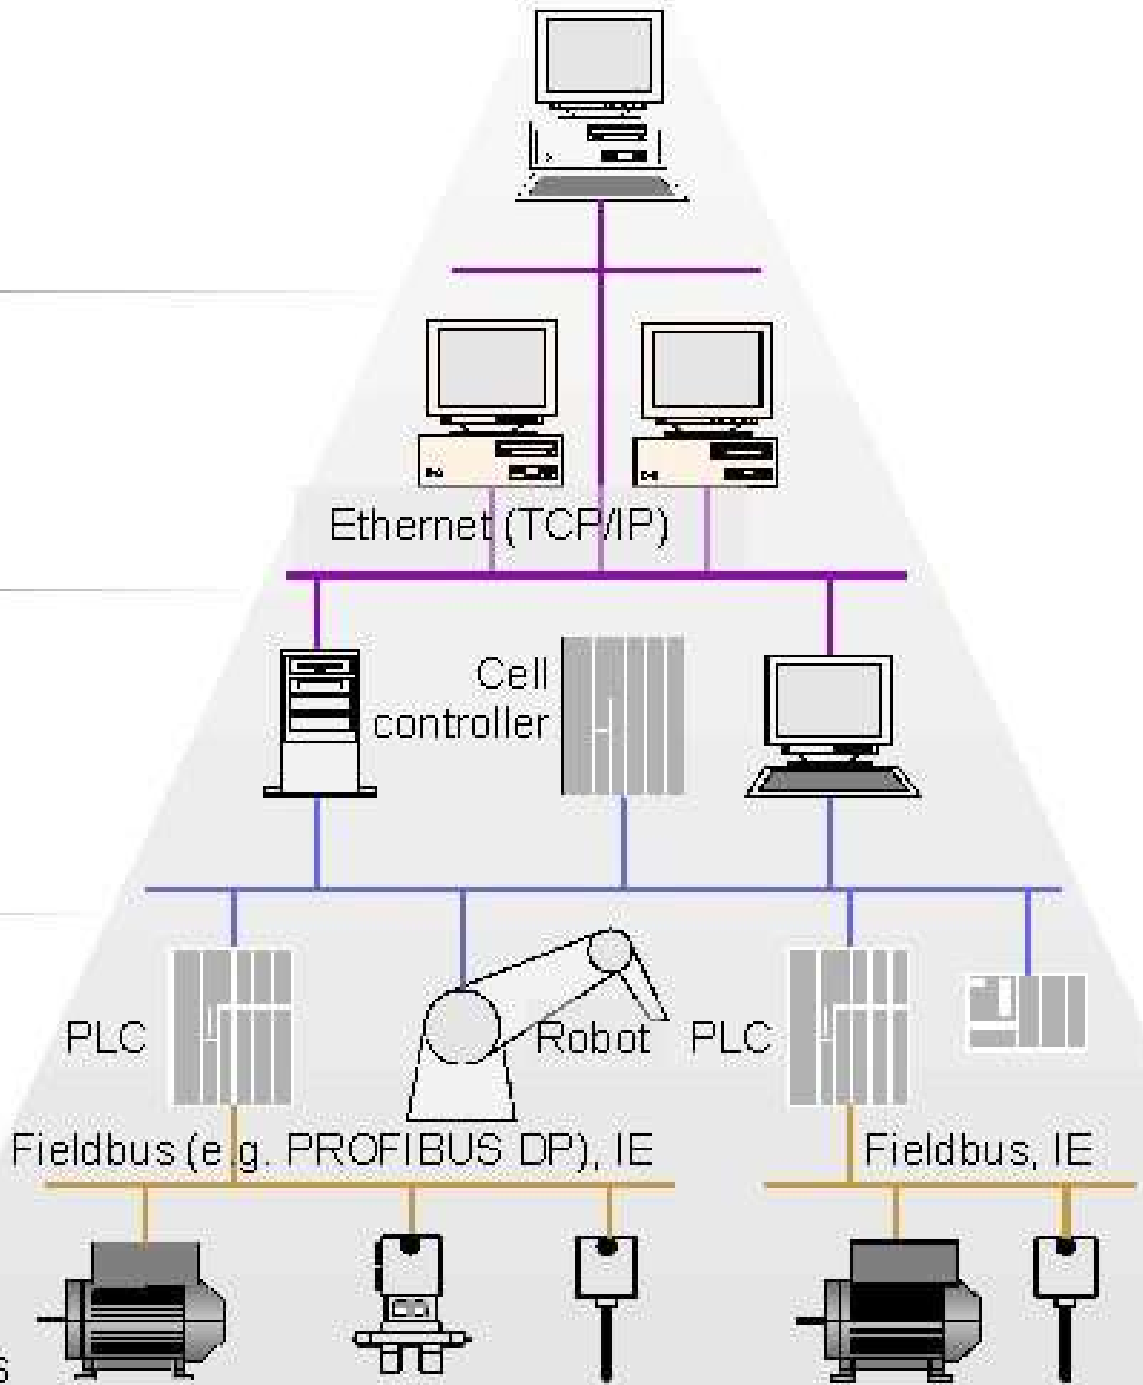 Ethernet (TCP/IP)
Cell
controller
PLC
Robot
PLC
Fieldbus (e.g. PROFIBUS DP), IE
Fieldbus, IE